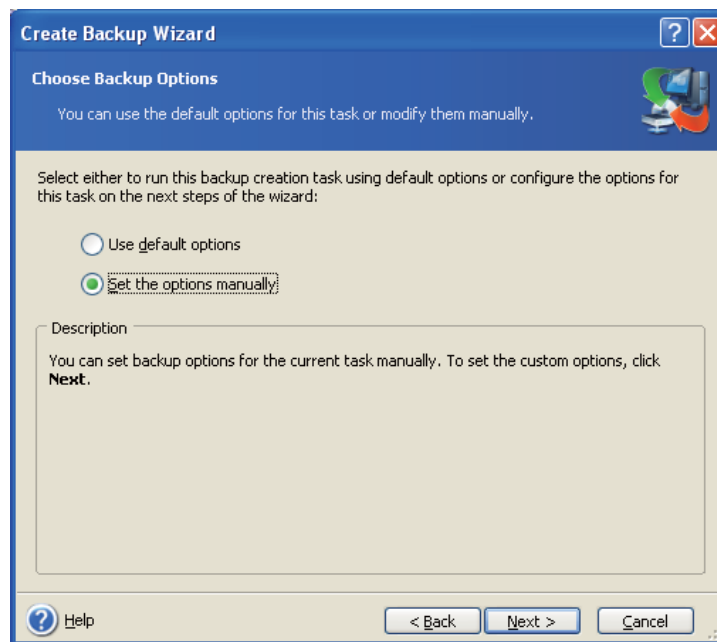 Create Backup Wizard
?
Choose Backup Options
You can use the default options for this task or modify them manually.
Select either to run this backup creation task using default options or configure the options for
this task on the next steps of the wizard:
Use default options
Set the options manually
Description
You can set backup options for the current task manually. To set the custom options, click
Next.
? Help
< Back
Next >
Cancel